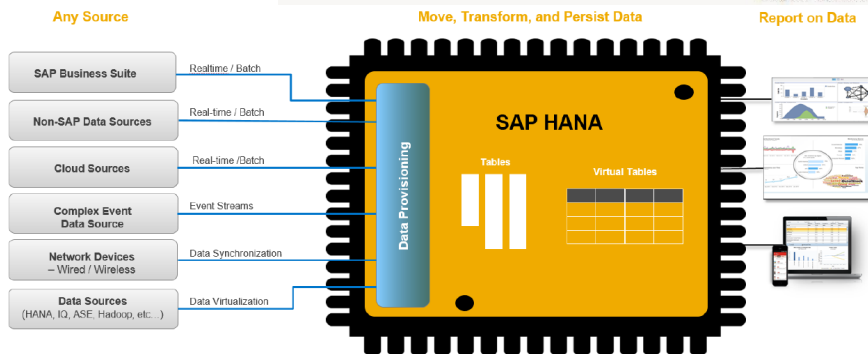 Any Source
Move, Transform, and Persist Data
Report on Data
SAP Business Suite
Realtime / Batch
Non-SAP Data Sources
Real-time / Batch
Cloud Sources
Real-time /Batch
Complex Event
Data Source
Event Streams
Network Devices
– Wired / Wireless
Data Synchronization
Data Sources
(HANA, IQ, ASE, Hadoop, etc...)
Data Virtualization
Data Provisioning
SAP HANA
Tables
Virtual Tables